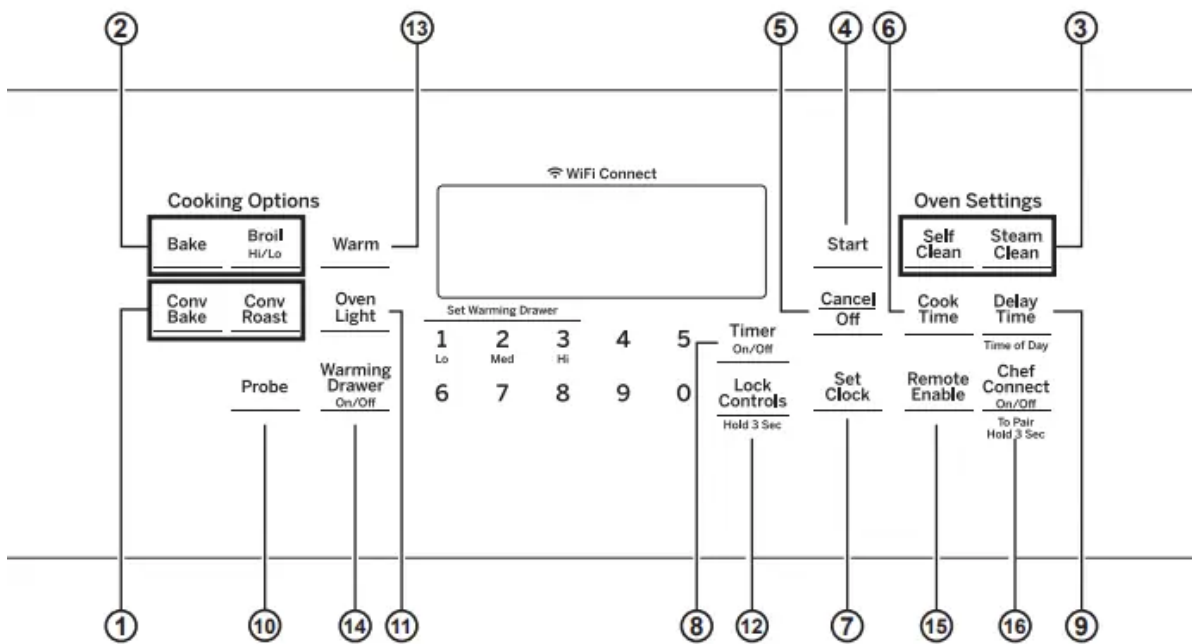 2 13 5 4 6 3
WiFi Connect
Cooking Options
Oven Settings
Bake
Broil
Hi/Lo
Warm
Start
Self
Clean
Steam
Clean
Conv
Bake
Conv
Roast
Oven
Light
Set Warming Drawer
1 2 3 4 5
Lo Med Hi
6 7 8 9 0
Timer
On/Off
Cancel
Off
Cook
Time
Delay
Time
Time of Day
Probe
Warming
Drawer
On/Off
Lock
Controls
Hold 3 Sec
Set
Clock
Remote
Enable
Chef
Connect
On/Off
To Pair
Hold 3 Sec
1 10 14 11 8 12 7 15 16 9